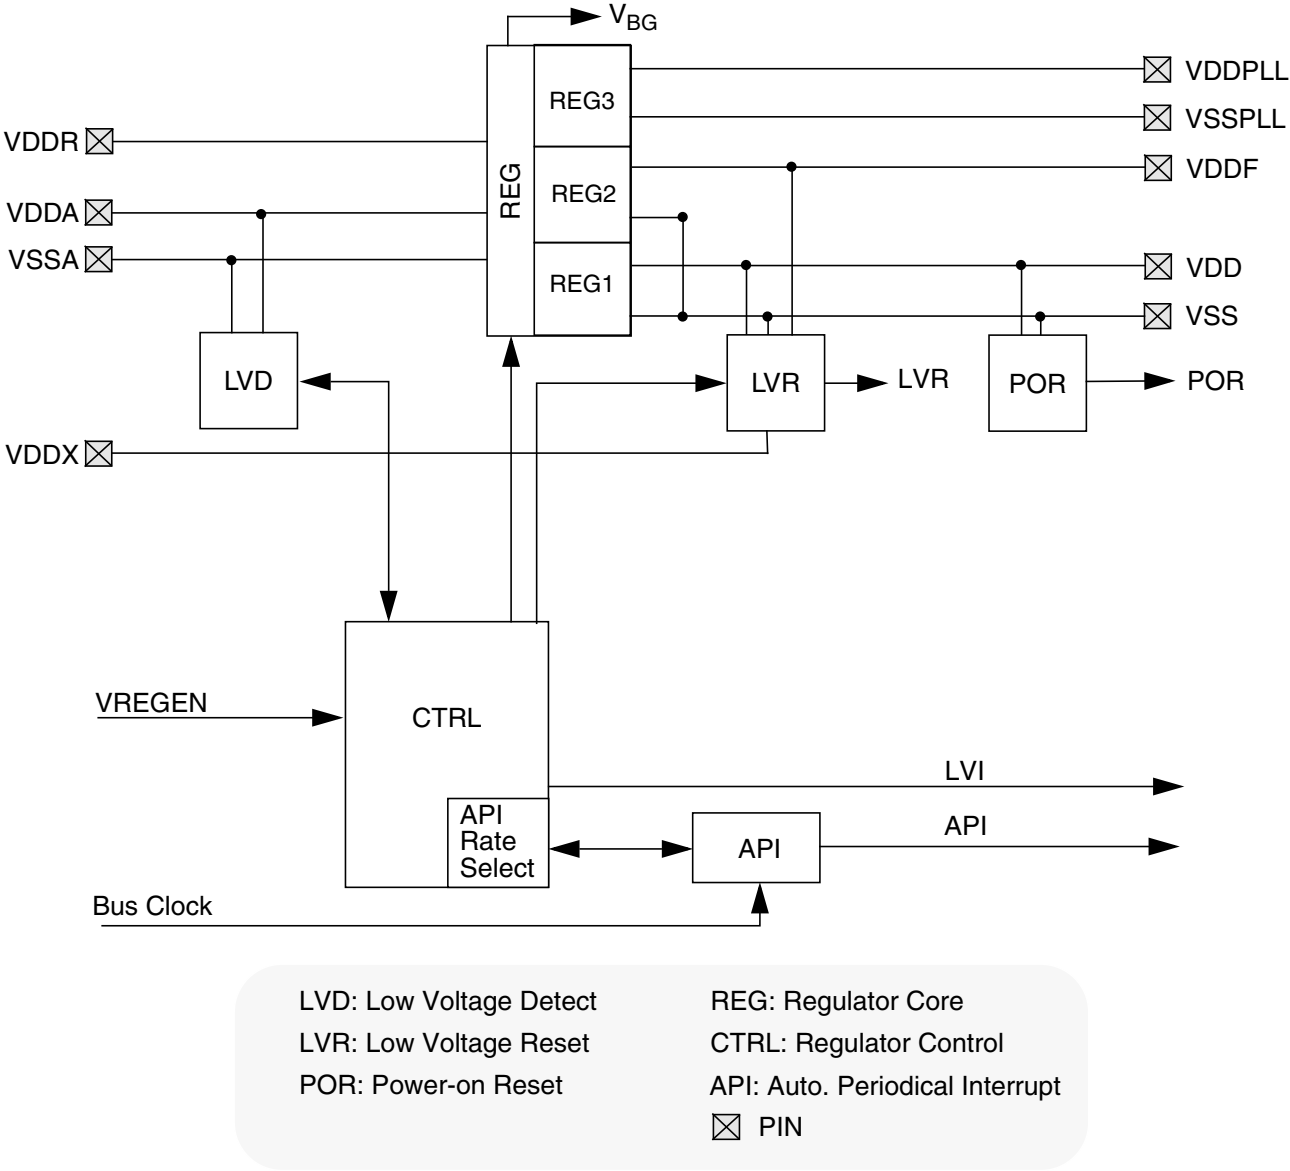 VBG
REG3
VDDPLL
VSSPLL
VDDR
REG
REG2
VDDF
VDDA
VSSA
REG1
VDD
VSS
LVD
LVR
LVR
POR
POR
VDDX
VREGEN
CTRL
LVI
API
Rate
Select
API
API
Bus Clock
LVD: Low Voltage Detect
LVR: Low Voltage Reset
POR: Power-on Reset
REG: Regulator Core
CTRL: Regulator Control
API: Auto. Periodical Interrupt
PIN